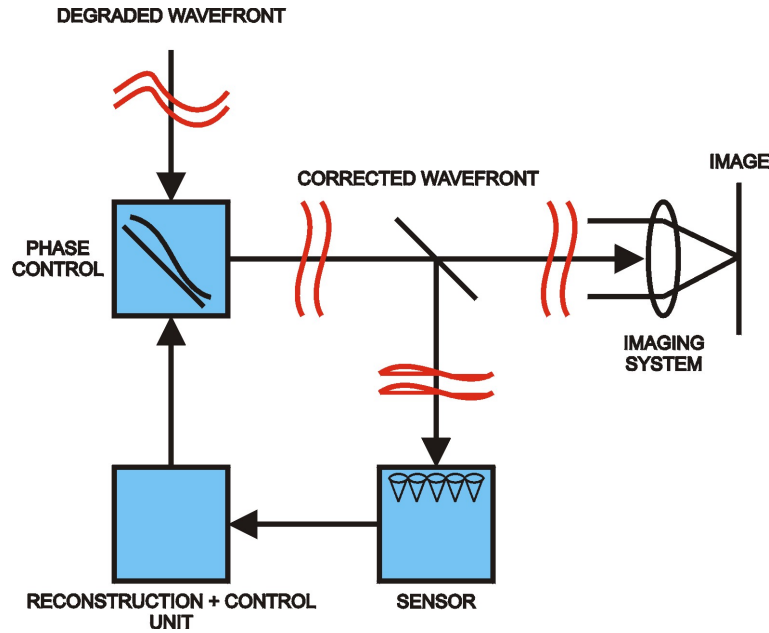 DEGRADED WAVEFRONT
IMAGE
CORRECTED WAVEFRONT
PHASE
CONTROL
IMAGING
SYSTEM
RECONSTRUCTION + CONTROL
UNIT
SENSOR